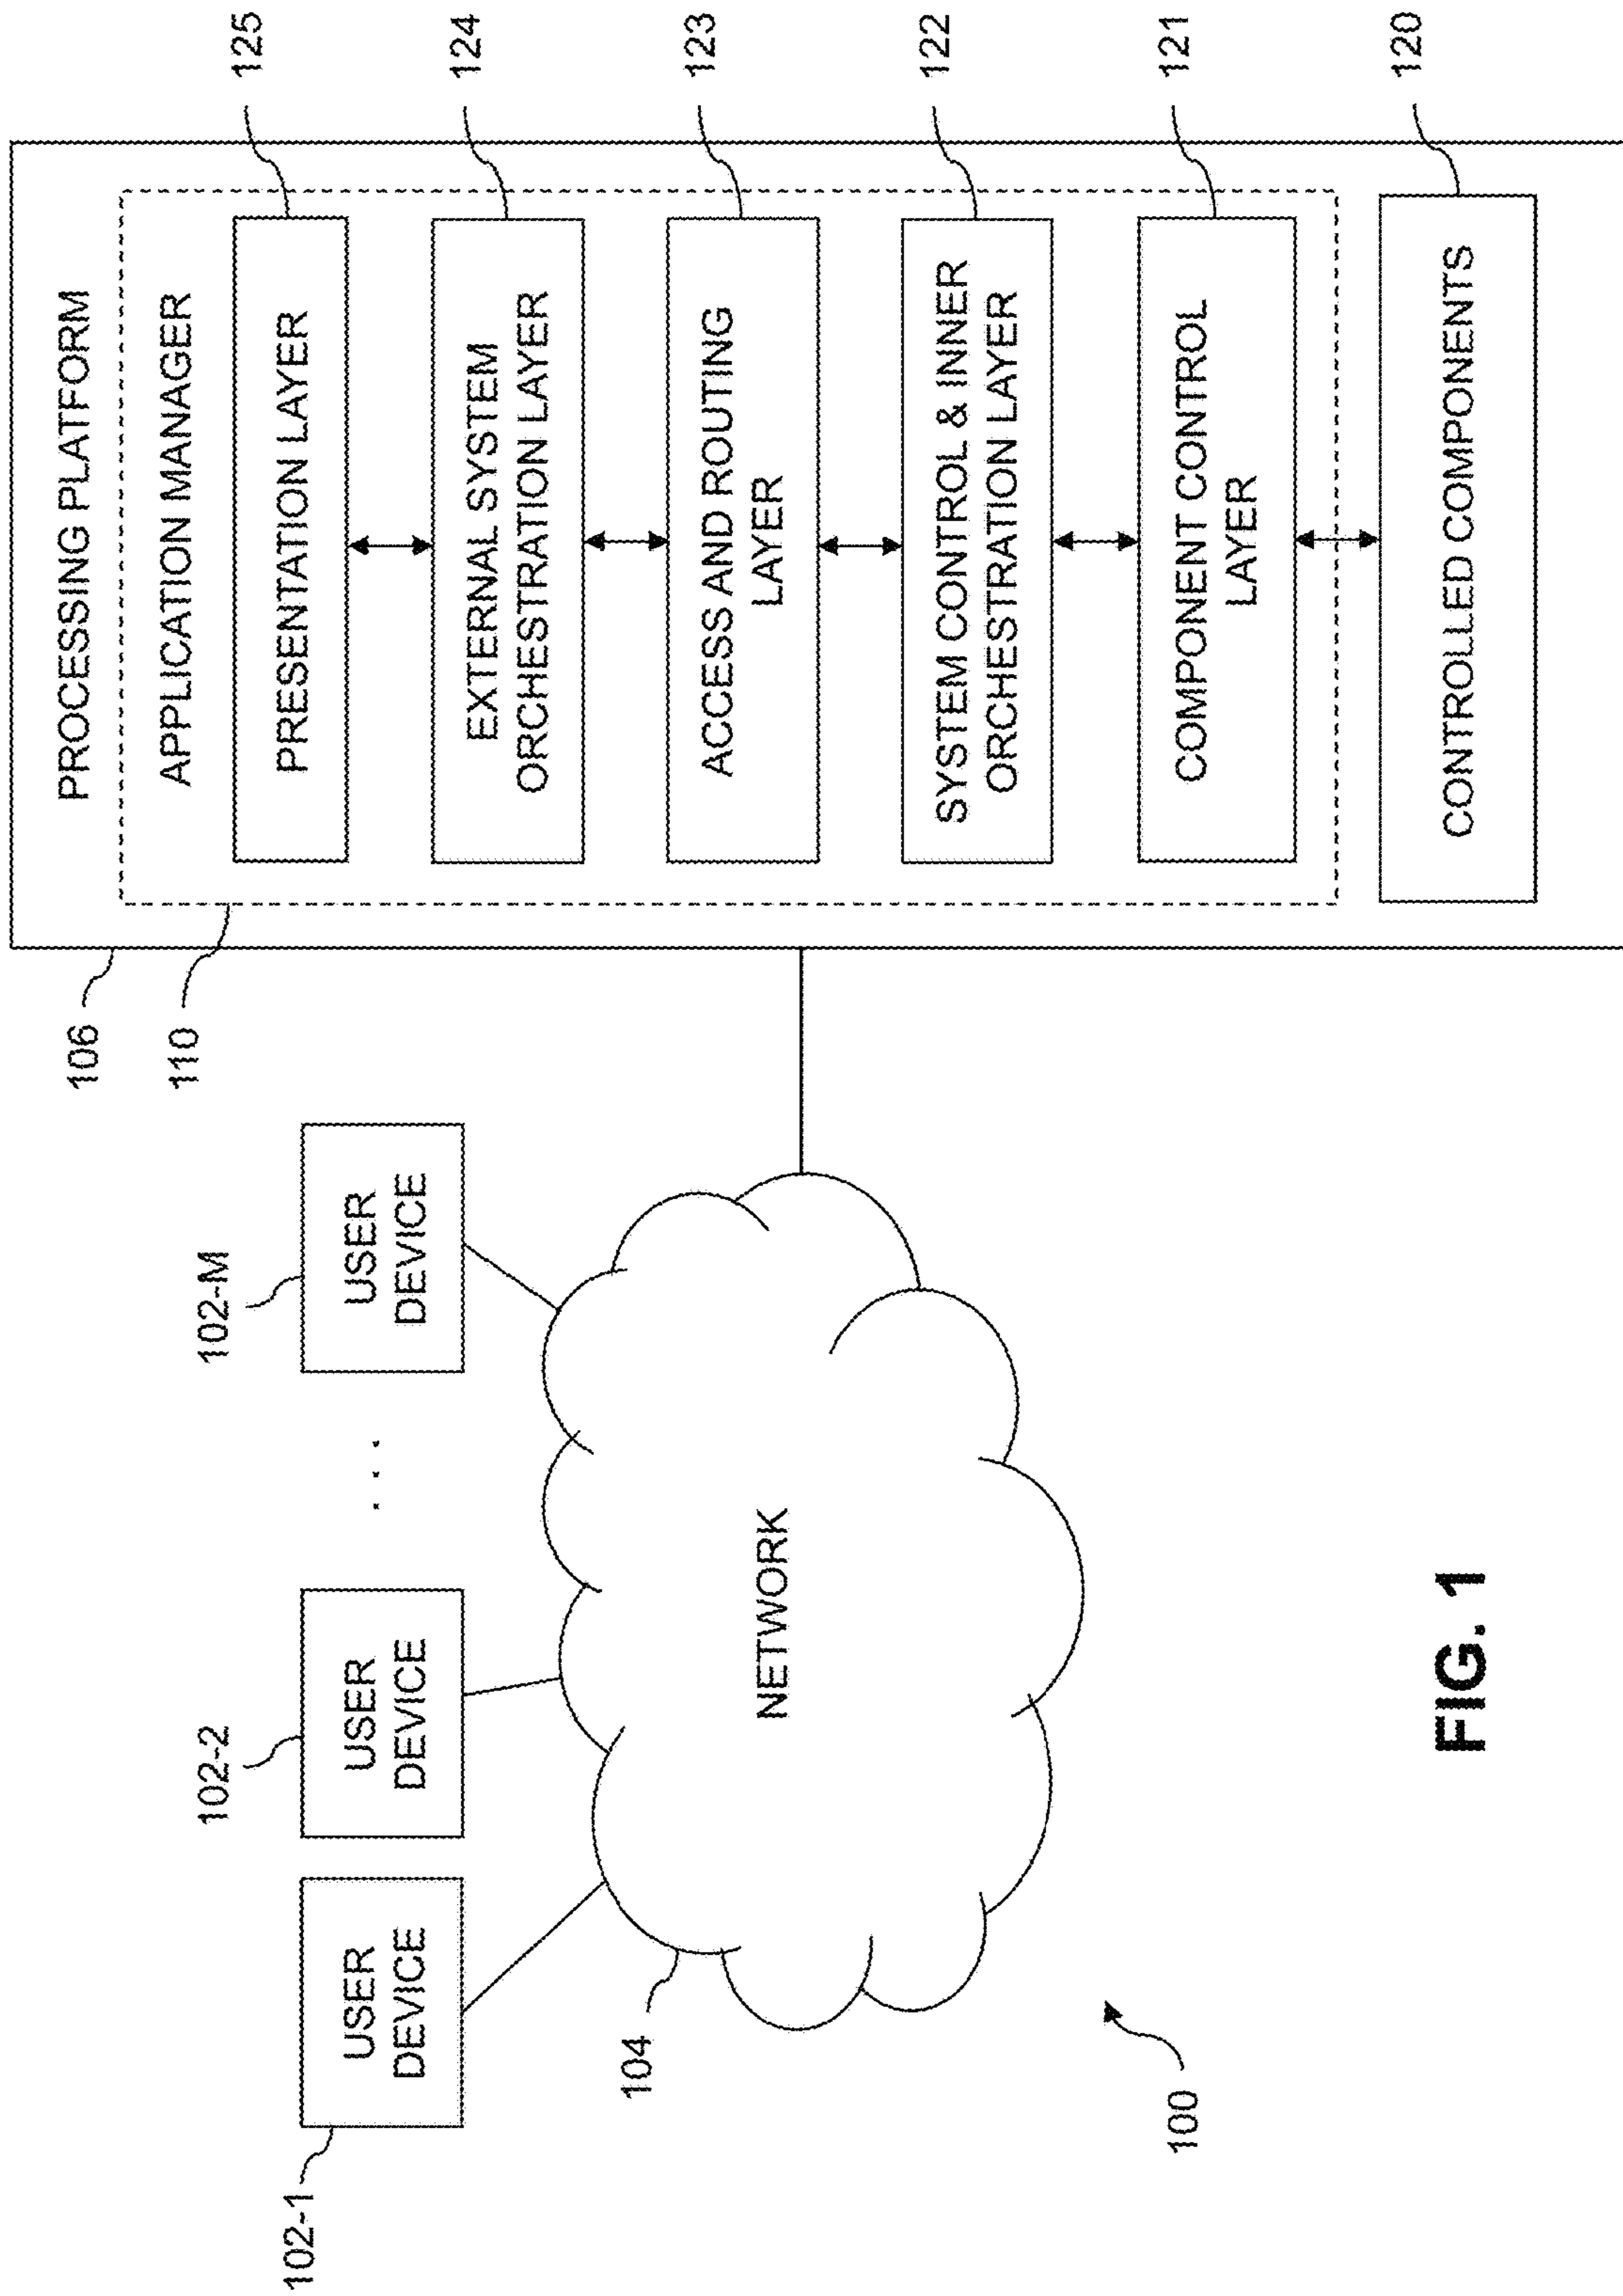 102-1
USER
DEVICE
102-2
USER
DEVICE
. . .
102-M
USER
DEVICE
104
NETWORK
100
106
110
PROCESSING PLATFORM
APPLICATION MANAGER
PRESENTATION LAYER
125
EXTERNAL SYSTEM
ORCHESTRATION LAYER
124
ACCESS AND ROUTING
LAYER
123
SYSTEM CONTROL & INNER
ORCHESTRATION LAYER
122
COMPONENT CONTROL
LAYER
121
CONTROLLED COMPONENTS
120
FIG. 1